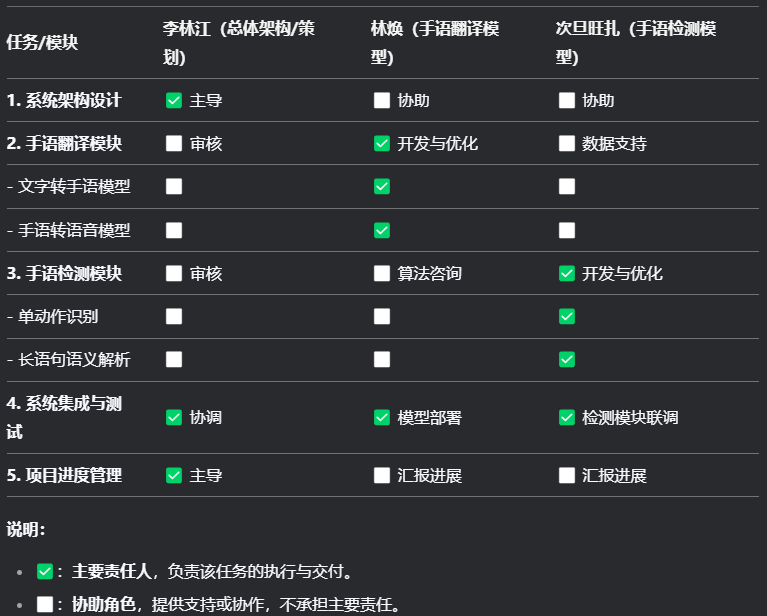 任务/模块 李林江（总体架构/策划） 林焕（手语翻译模型） 次旦旺扎（手语检测模型）
1. 系统架构设计 ✅ 主导 ⬜ 协助 ⬜ 协助
2. 手语翻译模块 ⬜ 审核 ✅ 开发与优化 ⬜ 数据支持
- 文字转手语模型 ⬜ ✅ ⬜
- 手语转语音模型 ⬜ ✅ ⬜
3. 手语检测模块 ⬜ 审核 ⬜ 算法咨询 ✅ 开发与优化
- 单动作识别 ⬜ ⬜ ✅
- 长语句语义解析 ⬜ ⬜ ✅
4. 系统集成与测试 ✅ 协调 ✅ 模型部署 ✅ 检测模块联调
5. 项目进度管理 ✅ 主导 ⬜ 汇报进展 ⬜ 汇报进展
说明：
• ✅：主要责任人，负责该任务的执行与交付。
• ⬜：协助角色，提供支持或协作，不承担主要责任。